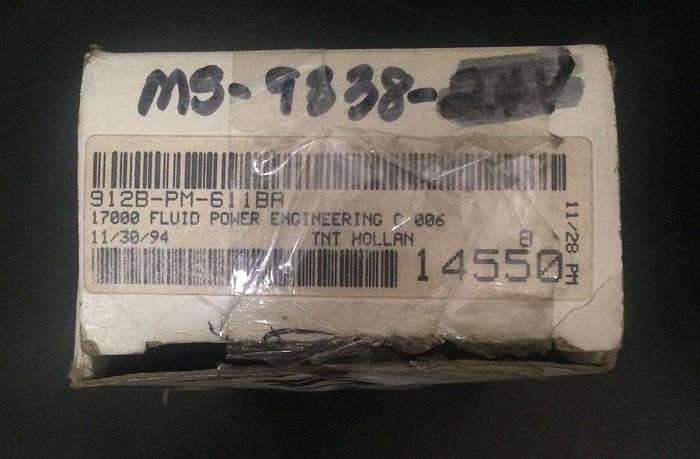 MS-9838-24V
912B-PM-611BA
17000 FLUID POWER ENGINEERING C 006
11/30/94 TNT HOLLAN 8
14550
11/28 PM